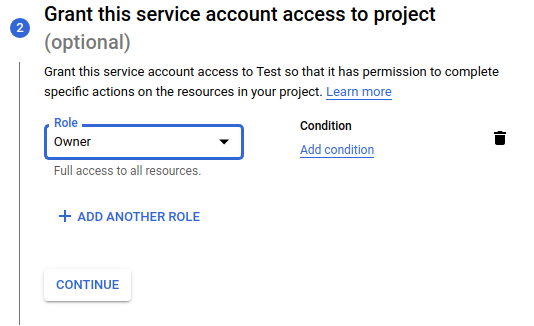 2
Grant this service account access to project
(optional)
Grant this service account access to Test so that it has permission to complete
specific actions on the resources in your project. Learn more
Role
Owner
Full access to all resources.
Condition
Add condition
+ ADD ANOTHER ROLE
CONTINUE